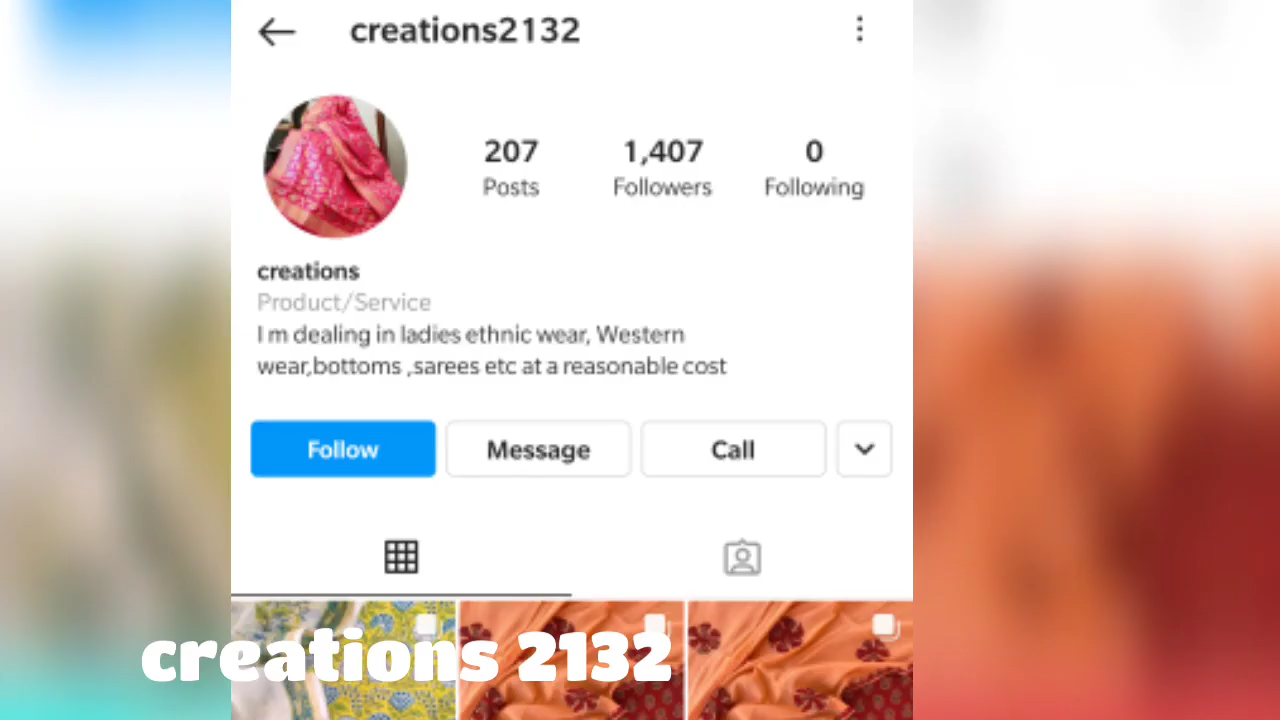 creations2132
207
Posts
1,407
Followers
0
Following
creations
Product/Service
I m dealing in ladies ethnic wear, Western
wear,bottoms ,sarees etc at a reasonable cost
Follow
Message
Call
creations 2132